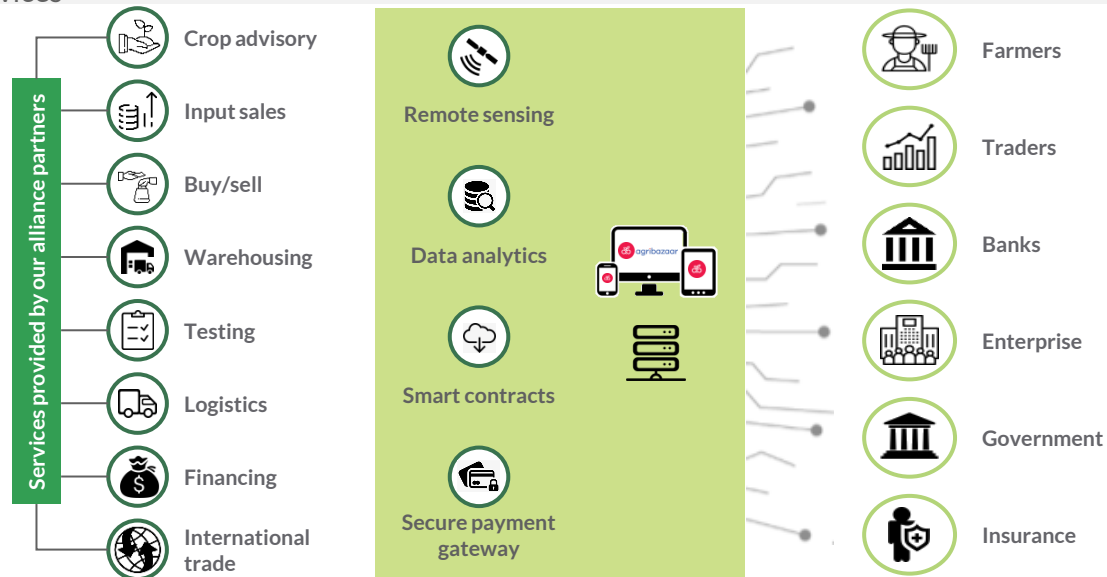 Services provided by our alliance partners
Crop advisory
Input sales
Buy/sell
Warehousing
Testing
Logistics
Financing
International
trade
Remote sensing
Data analytics
Smart contracts
Secure payment
gateway
agribazaar
Farmers
Traders
Banks
Enterprise
Government
Insurance